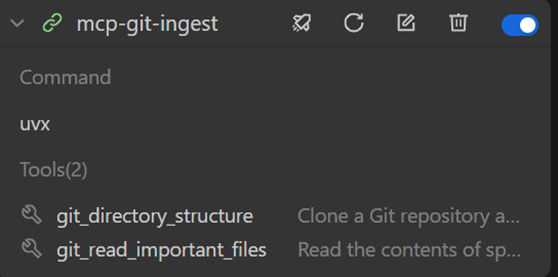 mcp-git-ingest
Command
uvx
Tools(2)
git_directory_structure Clone a Git repository a...
git_read_important_files Read the contents of sp...